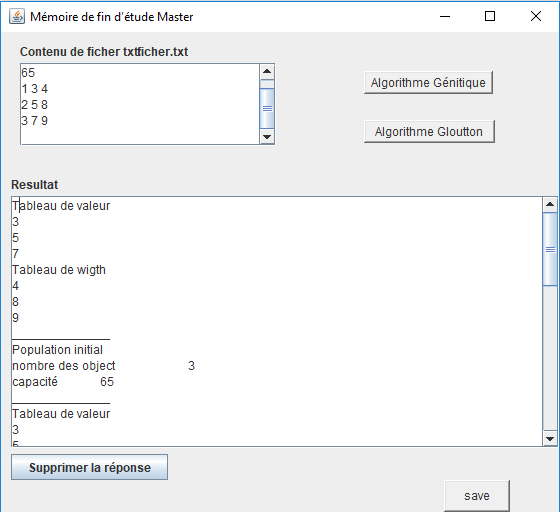 Mémoire de fin d'étude Master
Contenu de ficher txtficher.txt
65
1 3 4
2 5 8
3 7 9
Algorithme Génitique
Algorithme Gloutton
Resultat
Tableau de valeur
3
5
7
Tableau de wigth
4
8
9
Population initial
nombre des object 3
capacité 65
Tableau de valeur
3
5
Supprimer la réponse
save